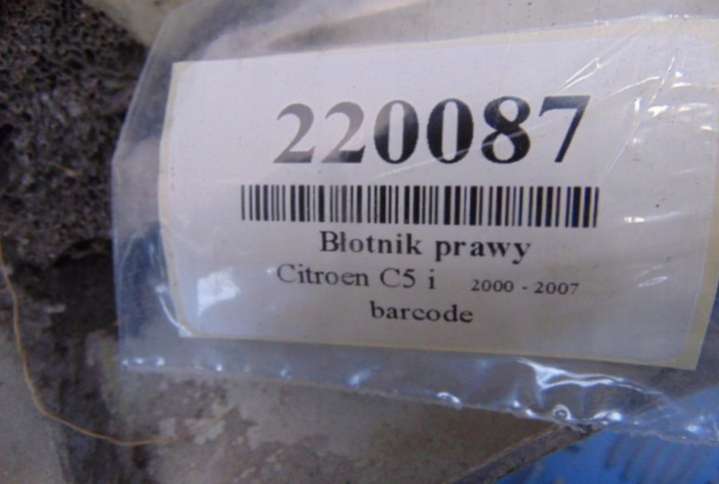 220087
Błotnik prawy
Citroen C5 i 2000 - 2007
barcode